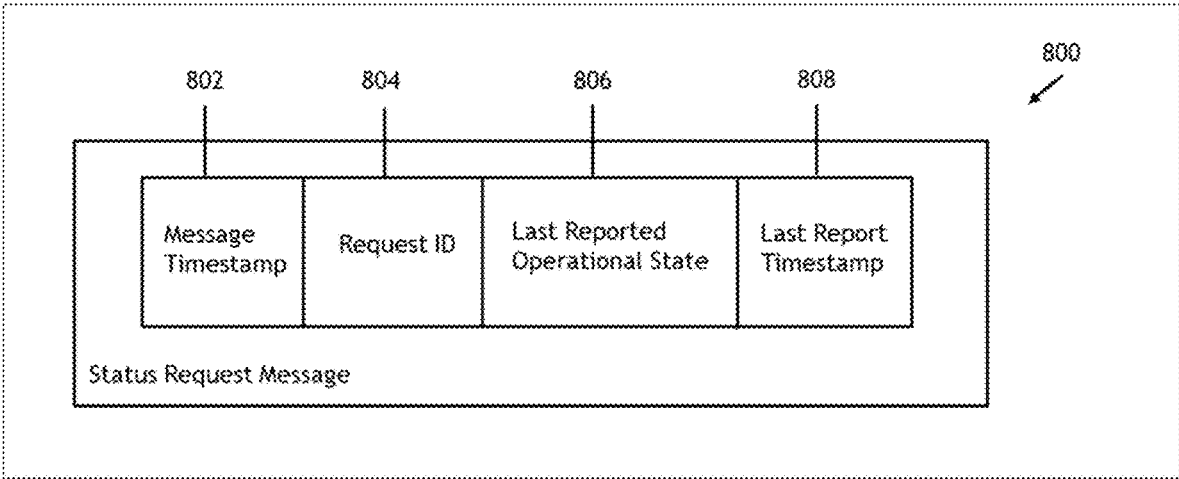 800
802
804
806
808
Message
Timestamp
Request ID
Last Reported
Operational State
Last Report
Timestamp
Status Request Message